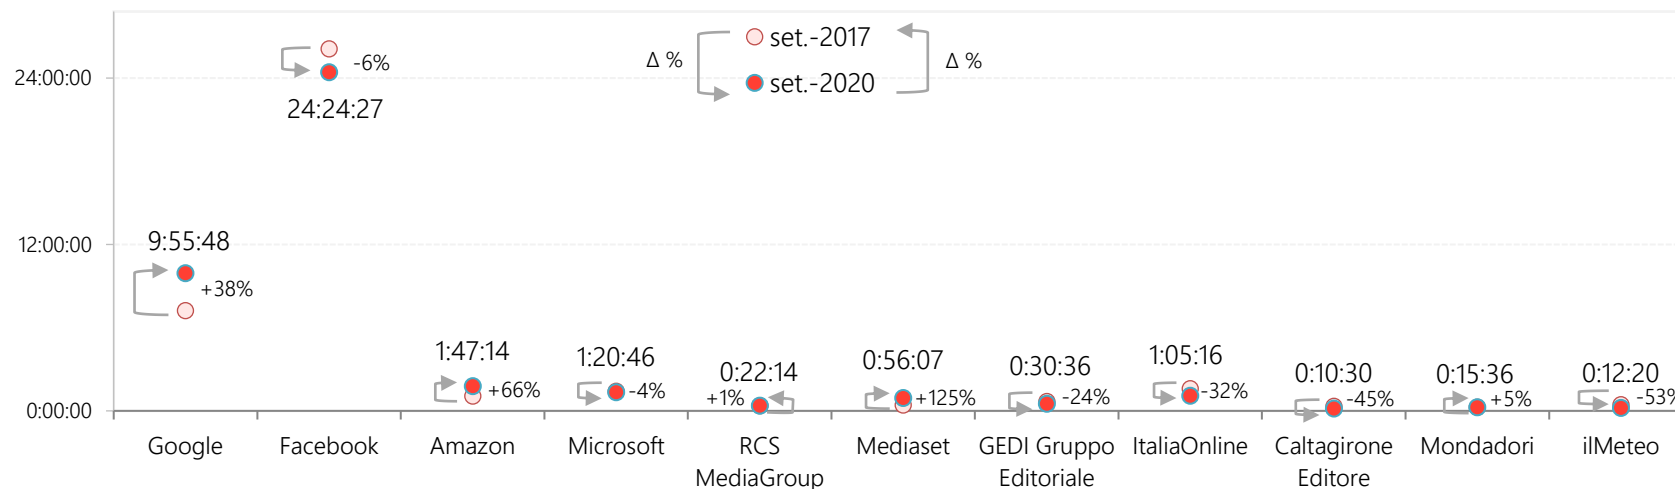 set.-2017
Δ % Δ %
set.-2020
24:00:00
-6%
24:24:27
12:00:00
9:55:48
+38%
1:47:14
+66%
1:20:46
-4%
0:22:14
+1%
0:56:07
+125%
0:30:36
-24%
1:05:16
-32%
0:10:30
-45%
0:15:36
+5%
0:12:20
-53%
0:00:00
Google
Facebook
Amazon
Microsoft
RCS
MediaGroup
Mediaset
GEDI Gruppo
Editoriale
ItaliaOnline
Caltagirone
Editore
Mondadori
ilMeteo